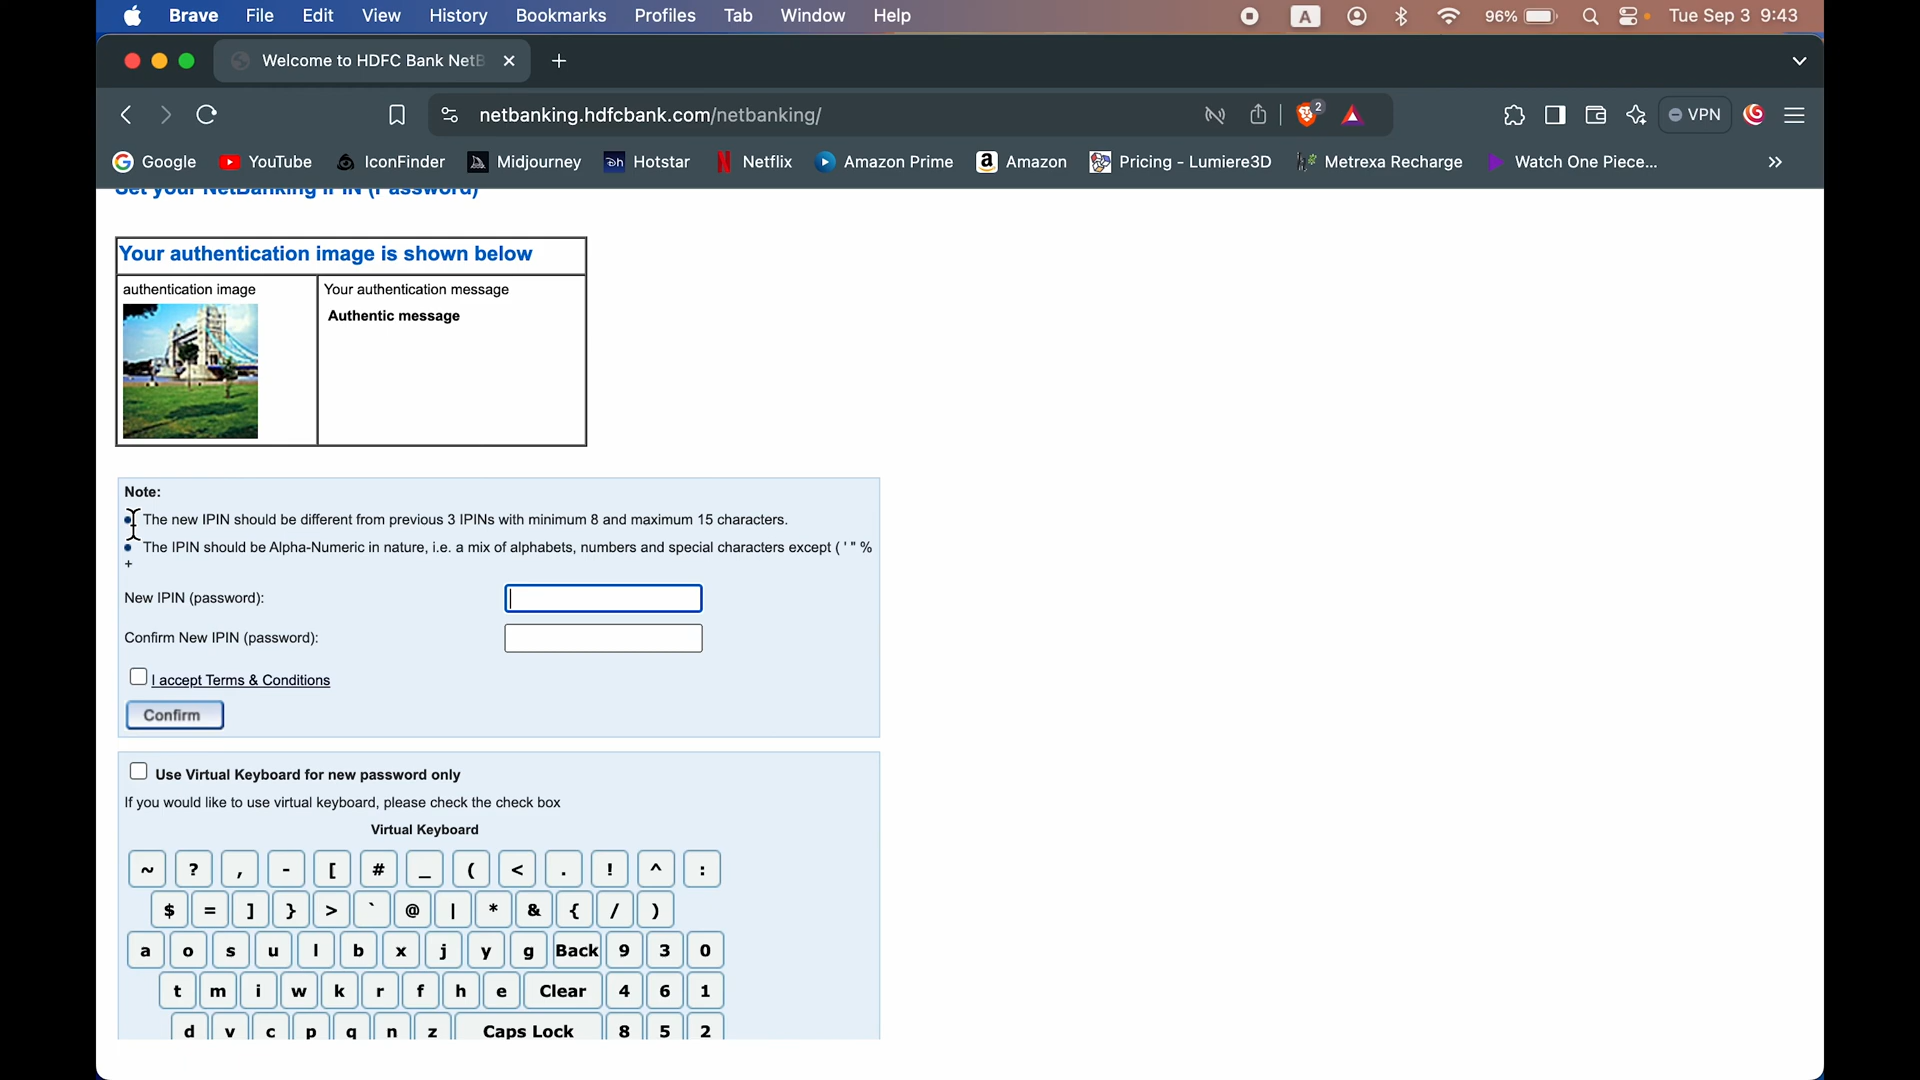 Brave File Edit View History Bookmarks Profiles Tab Window Help A 96% Tue Sep 3 9:43
Welcome to HDFC Bank NetB
netbanking.hdfcbank.com/netbanking/ 2 VPN
Google YouTube IconFinder Midjourney Hotstar Netflix Amazon Prime Amazon Pricing - Lumiere3D Metrexa Recharge Watch One Piece...
Set your NetBanking IPIN (Password)
Your authentication image is shown below
authentication image Your authentication message
Authentic message
Note:
The new IPIN should be different from previous 3 IPINs with minimum 8 and maximum 15 characters.
The IPIN should be Alpha-Numeric in nature, i.e. a mix of alphabets, numbers and special characters except ( ' " %
+
New IPIN (password):
Confirm New IPIN (password):
I accept Terms & Conditions
Confirm
Use Virtual Keyboard for new password only
If you would like to use virtual keyboard, please check the check box
Virtual Keyboard
~ ? , - [ # _ ( < . ! ^ :
$ = ] } > ` @ | * & { / )
a o s u l b x j y g Back 9 3 0
t m i w k r f h e Clear 4 6 1
d v c p q n z Caps Lock 8 5 2